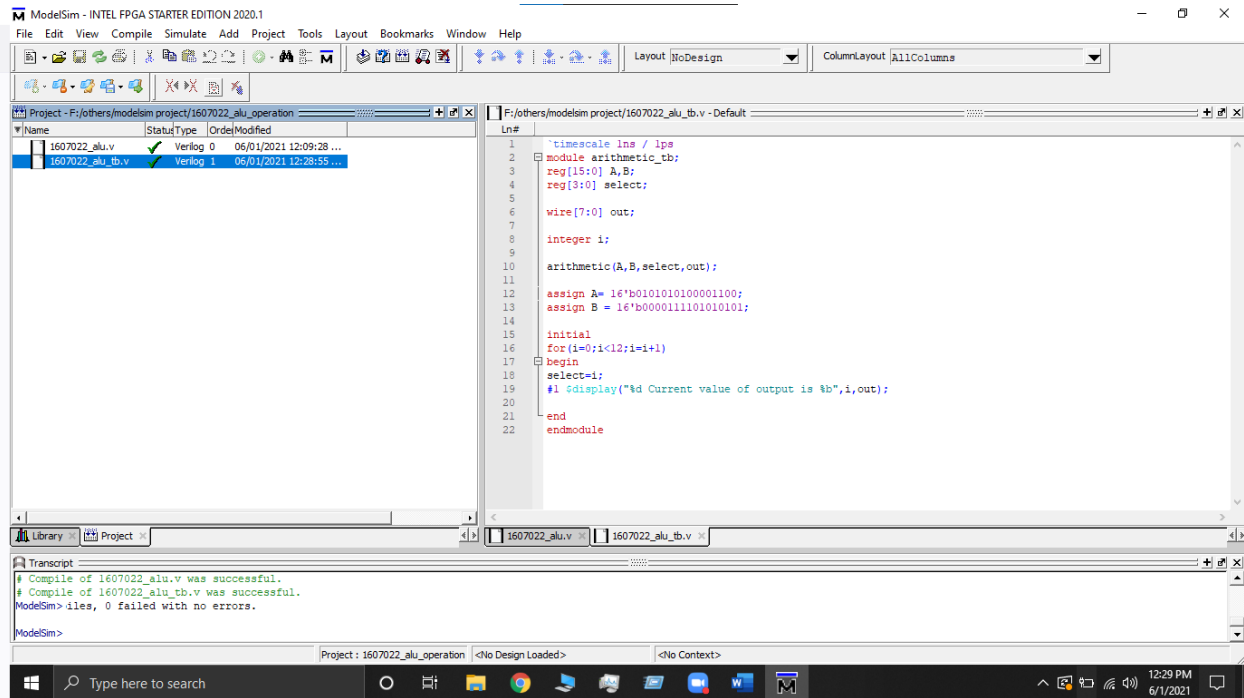 ModelSim - INTEL FPGA STARTER EDITION 2020.1
File Edit View Compile Simulate Add Project Tools Layout Bookmarks Window Help
Layout NoDesign
ColumnLayout AllColumns
Project - F:/others/modelsim project/1607022_alu_operation
Name Status Type Order Modified
1607022_alu.v Verilog 0 06/01/2021 12:09:28 ...
1607022_alu_tb.v Verilog 1 06/01/2021 12:28:55 ...
F:/others/modelsim project/1607022_alu_tb.v - Default
Ln#
1 `timescale 1ns / 1ps
2 module arithmetic_tb;
3 reg[15:0] A,B;
4 reg[3:0] select;
5
6 wire[7:0] out;
7
8 integer i;
9
10 arithmetic(A,B,select,out);
11
12 assign A= 16'b0101010100001100;
13 assign B = 16'b0000111101010101;
14
15 initial
16 for(i=0;i<12;i=i+1)
17 begin
18 select=i;
19 #1 $display("%d Current value of output is %b",i,out);
20
21 end
22 endmodule
Library
Project
1607022_alu.v
1607022_alu_tb.v
Transcript
# Compile of 1607022_alu.v was successful.
# Compile of 1607022_alu_tb.v was successful.
ModelSim> iles, 0 failed with no errors.
ModelSim>
Project : 1607022_alu_operation
<No Design Loaded>
<No Context>
Type here to search
12:29 PM
6/1/2021